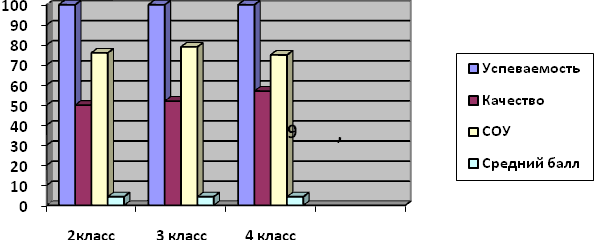 100
90
80
70
60
50
40
30
20
10
0
9 ,
2класс
3 класс
4 класс
Успеваемость
Качество
СОУ
Средний балл